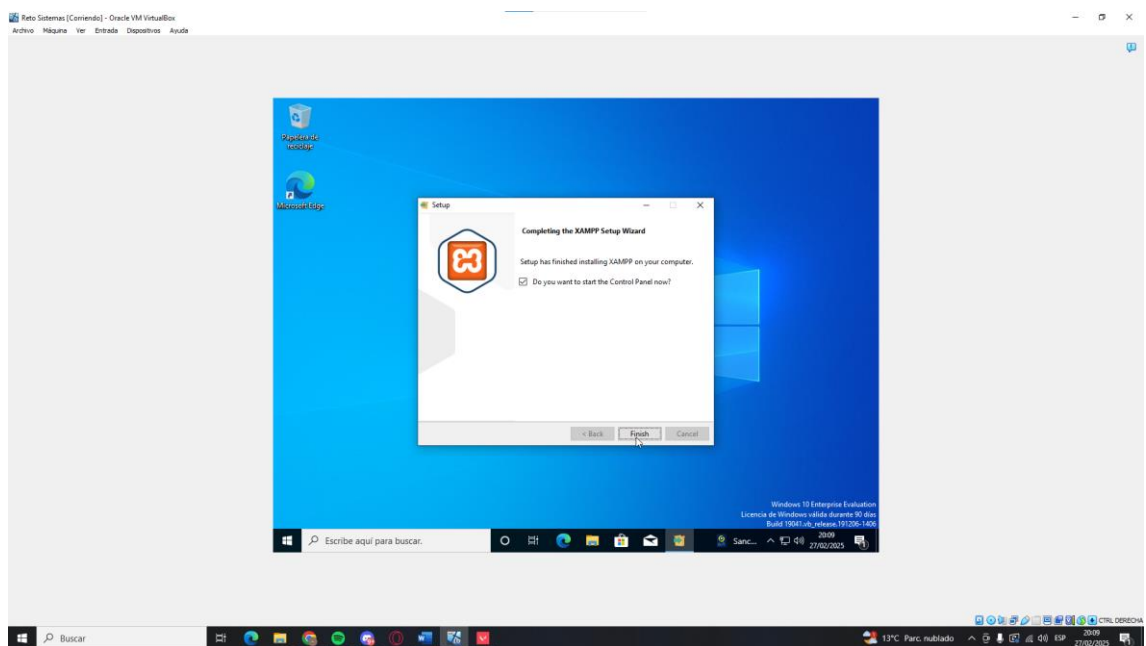 Reto Sistemas [Corriendo] - Oracle VM VirtualBox
Archivo Máquina Ver Entrada Dispositivos Ayuda
Papelera de
reciclaje
Microsoft Edge
Setup
Completing the XAMPP Setup Wizard
Setup has finished installing XAMPP on your computer.
Do you want to start the Control Panel now?
< Back Finish Cancel
Windows 10 Enterprise Evaluation
Licencia de Windows válida durante 90 días
Build 19041.vb_release.191206-1406
Escribe aquí para buscar.
Sanc...
20:09
27/02/2025
CTRL DERECHA
Buscar
13°C Parc. nublado
ESP
20:09
27/02/2025